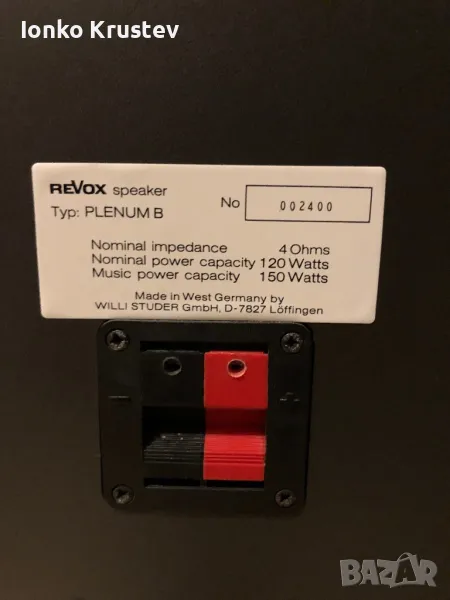 Ionko Krustev
REVOX speaker
No 002400
Typ: PLENUM B
Nominal impedance 4 Ohms
Nominal power capacity 120 Watts
Music power capacity 150 Watts
Made in West Germany by
WILLI STUDER GmbH, D-7827 Löffingen
− +
BAZAR